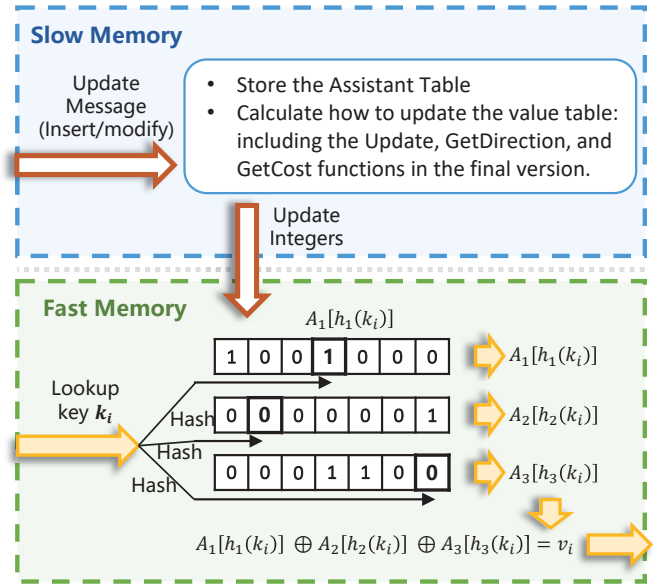 Slow Memory
Update
Message
(Insert/modify)
• Store the Assistant Table
• Calculate how to update the value table:
including the Update, GetDirection, and
GetCost functions in the final version.
Update
Integers
Fast Memory
A₁[h₁(kᵢ)]
1 0 0 1 0 0 0 0
A₁[h₁(kᵢ)]
Lookup
key kᵢ
Hash
0 0 0 0 0 0 1
A₂[h₂(kᵢ)]
Hash
Hash
0 0 0 1 1 0 0
A₃[h₃(kᵢ)]
A₁[h₁(kᵢ)] ⊕ A₂[h₂(kᵢ)] ⊕ A₃[h₃(kᵢ)] = vᵢ